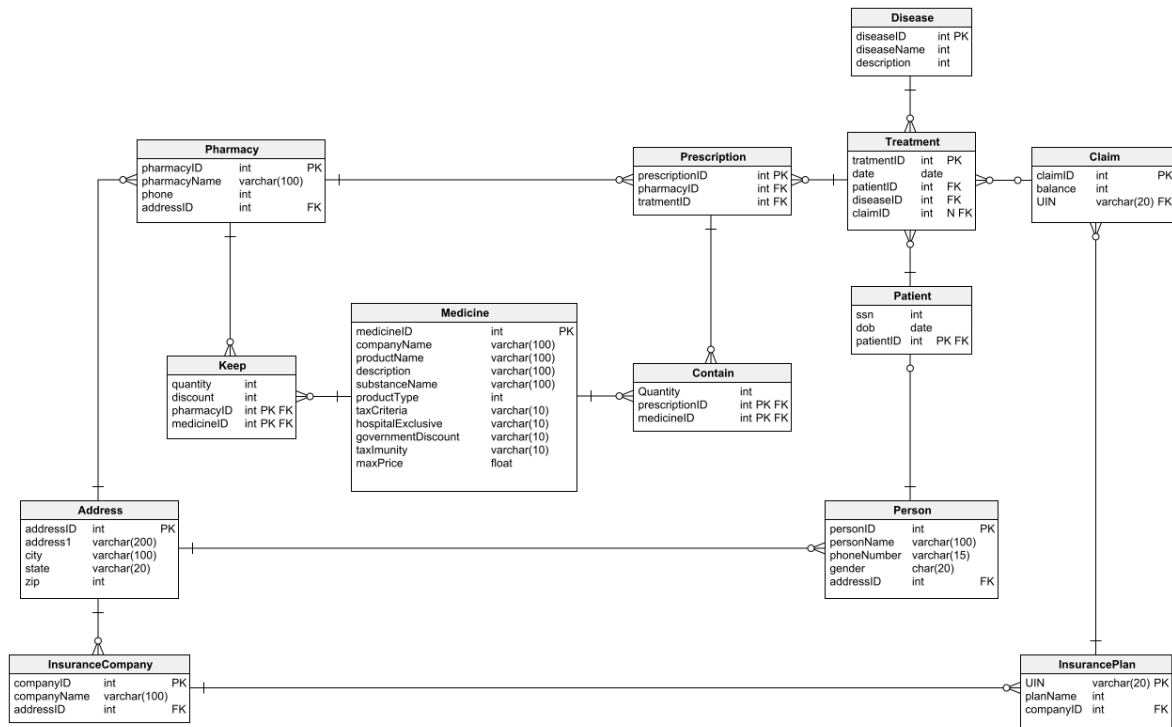 Disease
diseaseID int PK
diseaseName int
description int
Pharmacy
pharmacyID int PK
pharmacyName varchar(100)
phone int
addressID int FK
Prescription
prescriptionID int PK
pharmacyID int FK
tratmentID int FK
Treatment
tratmentID int PK
date date
patientID int FK
diseaseID int FK
claimID int N FK
Claim
claimID int PK
balance int
UIN varchar(20) FK
Patient
ssn int
dob date
patientID int PK FK
Medicine
medicineID int PK
companyName varchar(100)
productName varchar(100)
description varchar(100)
substanceName varchar(100)
productType int
taxCriteria varchar(10)
hospitalExclusive varchar(10)
governmentDiscount varchar(10)
taxImunity varchar(10)
maxPrice float
Keep
quantity int
discount int
pharmacyID int PK FK
medicineID int PK FK
Contain
Quantity int
prescriptionID int PK FK
medicineID int PK FK
Address
addressID int PK
address1 varchar(200)
city varchar(100)
state varchar(20)
zip int
Person
personID int PK
personName varchar(100)
phoneNumber varchar(15)
gender char(20)
addressID int FK
InsuranceCompany
companyID int PK
companyName varchar(100)
addressID int FK
InsurancePlan
UIN varchar(20) PK
planName int
companyID int FK